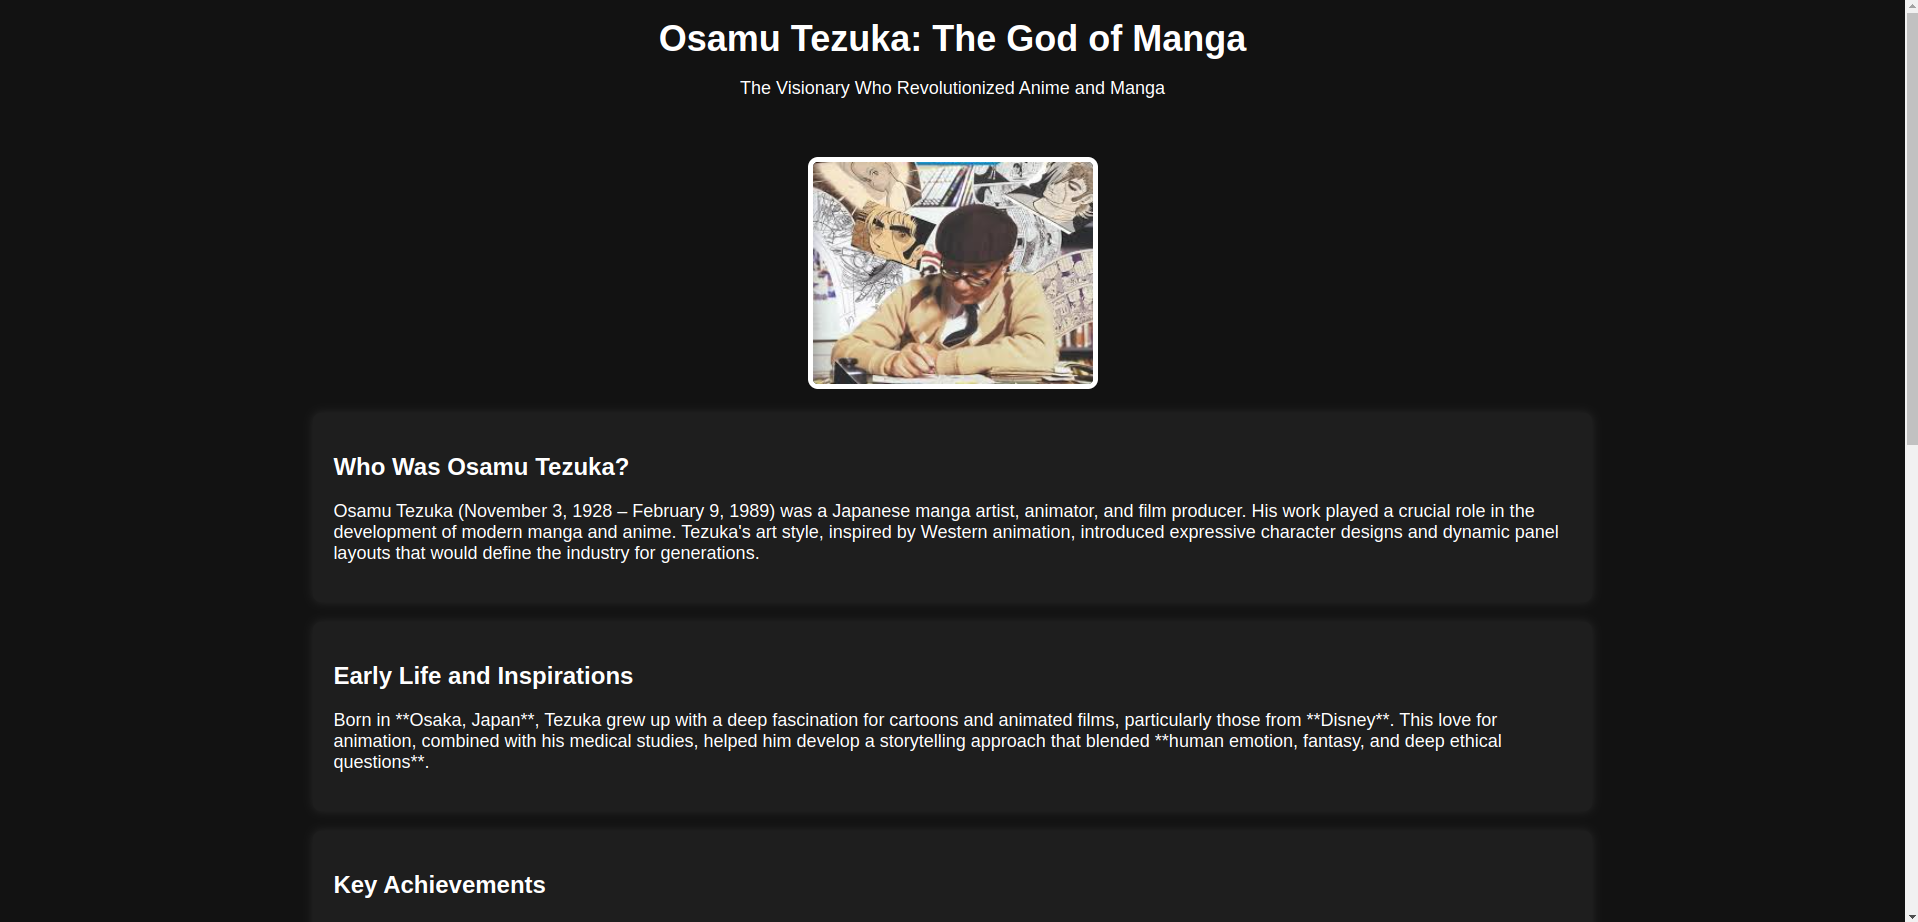 Osamu Tezuka: The God of Manga
The Visionary Who Revolutionized Anime and Manga
Who Was Osamu Tezuka?
Osamu Tezuka (November 3, 1928 – February 9, 1989) was a Japanese manga artist, animator, and film producer. His work played a crucial role in the
development of modern manga and anime. Tezuka's art style, inspired by Western animation, introduced expressive character designs and dynamic panel
layouts that would define the industry for generations.
Early Life and Inspirations
Born in **Osaka, Japan**, Tezuka grew up with a deep fascination for cartoons and animated films, particularly those from **Disney**. This love for
animation, combined with his medical studies, helped him develop a storytelling approach that blended **human emotion, fantasy, and deep ethical
questions**.
Key Achievements